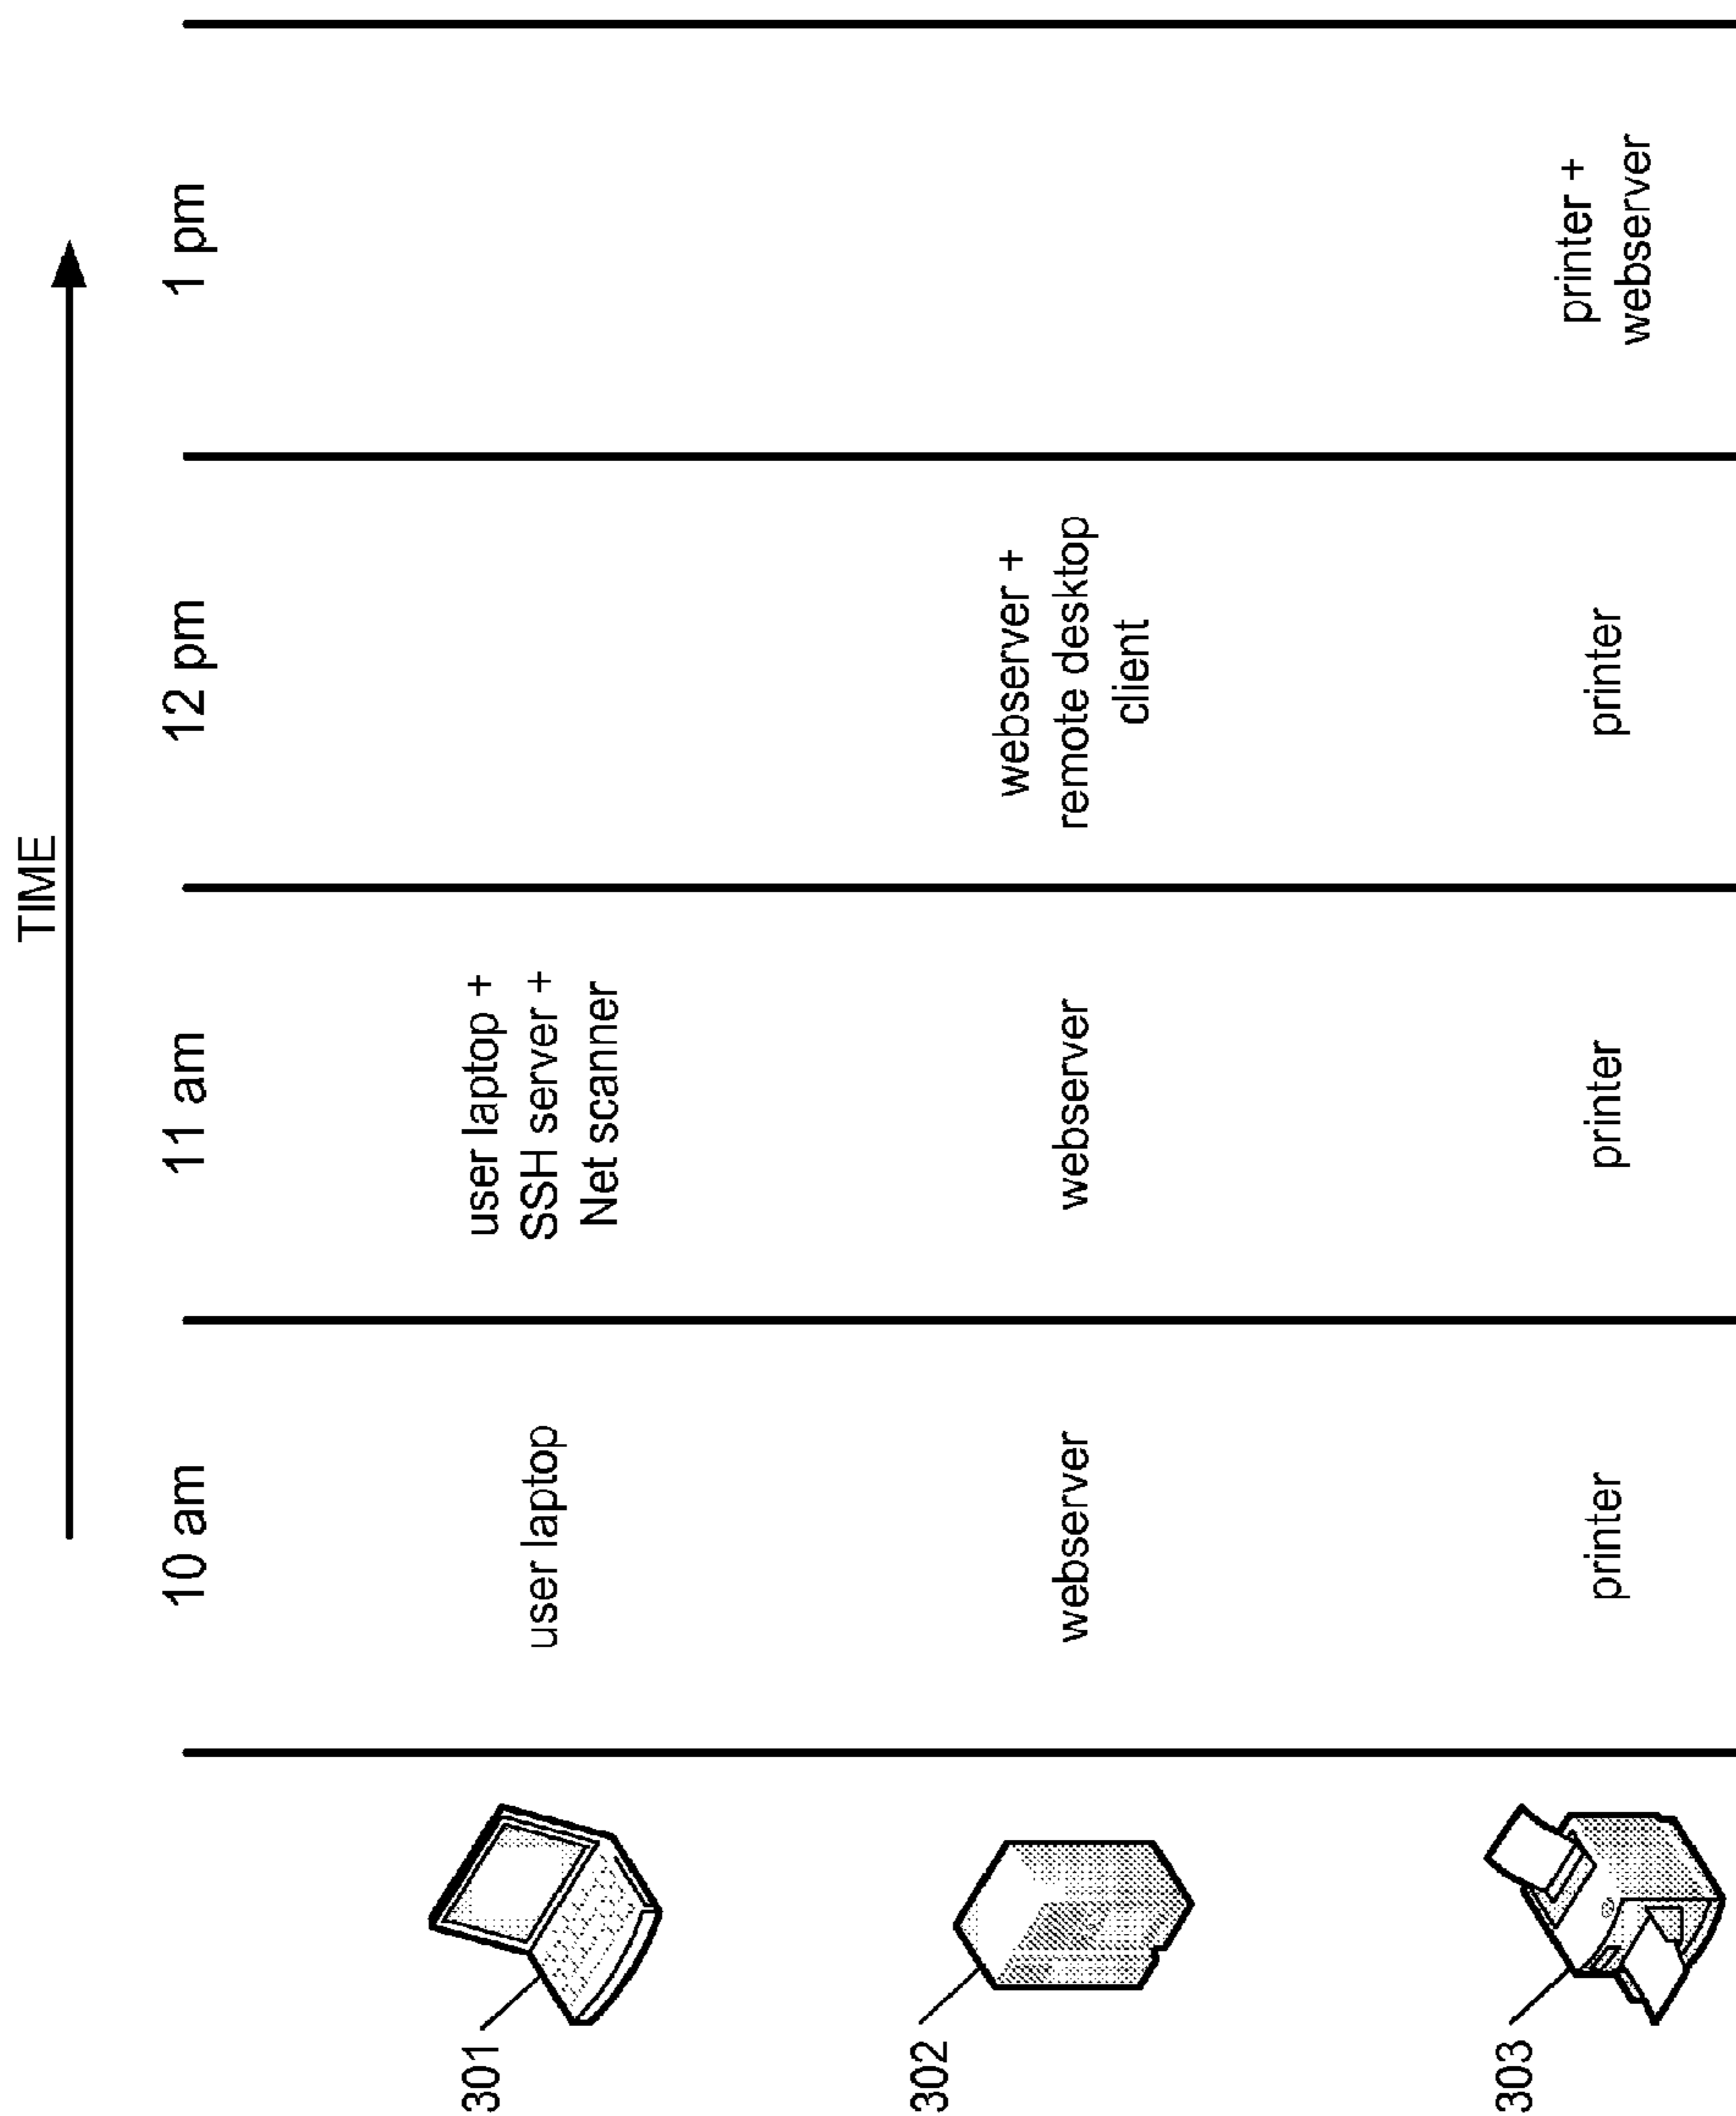 TIME
10 am
11 am
12 pm
1 pm
301
user laptop
user laptop +
SSH server +
Net scanner
302
webserver
webserver
webserver +
remote desktop
client
303
printer
printer
printer
printer +
webserver